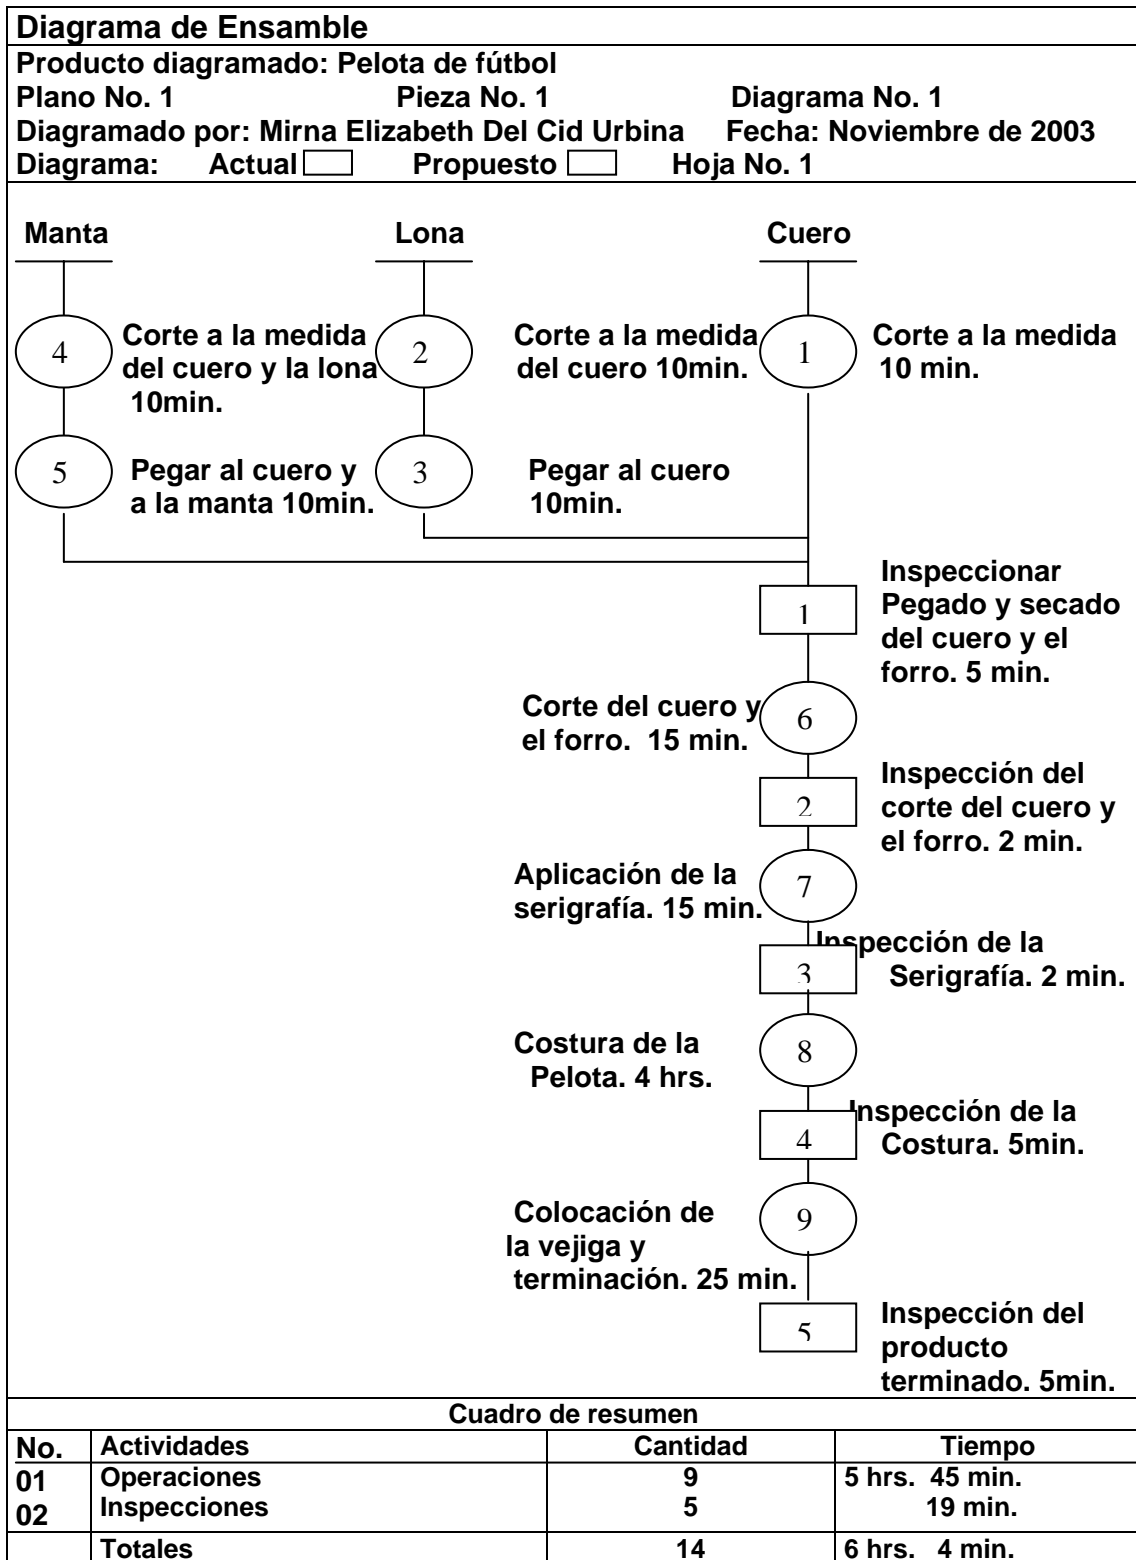 Diagrama de Ensamble
Producto diagramado: Pelota de fútbol
Plano No. 1 Pieza No. 1 Diagrama No. 1
Diagramado por: Mirna Elizabeth Del Cid Urbina Fecha: Noviembre de 2003
Diagrama: Actual Propuesto Hoja No. 1
Manta Lona Cuero
4
Corte a la medida
del cuero y la lona
10min.
2
Corte a la medida
del cuero 10min.
1
Corte a la medida
10 min.
5
Pegar al cuero y
a la manta 10min.
3
Pegar al cuero
10min.
1
Inspeccionar
Pegado y secado
del cuero y el
forro. 5 min.
Corte del cuero y
el forro. 15 min.
6
2
Inspección del
corte del cuero y
el forro. 2 min.
Aplicación de la
serigrafía. 15 min.
7
3
Inspección de la
Serigrafía. 2 min.
Costura de la
Pelota. 4 hrs.
8
4
Inspección de la
Costura. 5min.
Colocación de
la vejiga y
terminación. 25 min.
9
5
Inspección del
producto
terminado. 5min.
Cuadro de resumen
No. Actividades Cantidad Tiempo
01 Operaciones 9 5 hrs. 45 min.
02 Inspecciones 5 19 min.
Totales 14 6 hrs. 4 min.